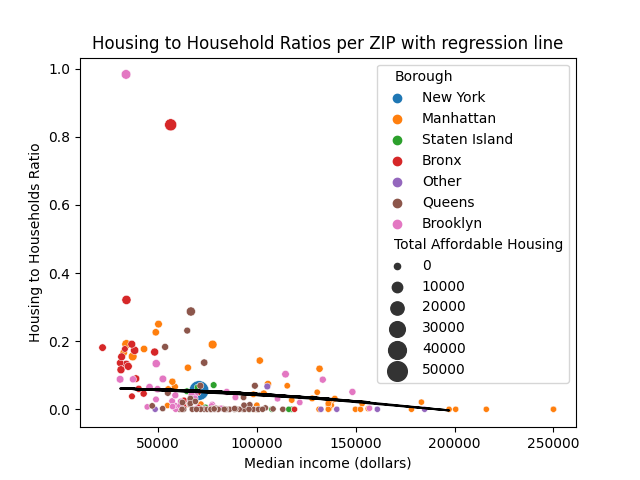 Housing to Household Ratios per ZIP with regression line
Housing to Households Ratio
1.0
0.8
0.6
0.4
0.2
0.0
Borough
New York
Manhattan
Staten Island
Bronx
Other
Queens
Brooklyn
Total Affordable Housing
0
10000
20000
30000
40000
50000
50000 100000 150000 200000 250000
Median income (dollars)